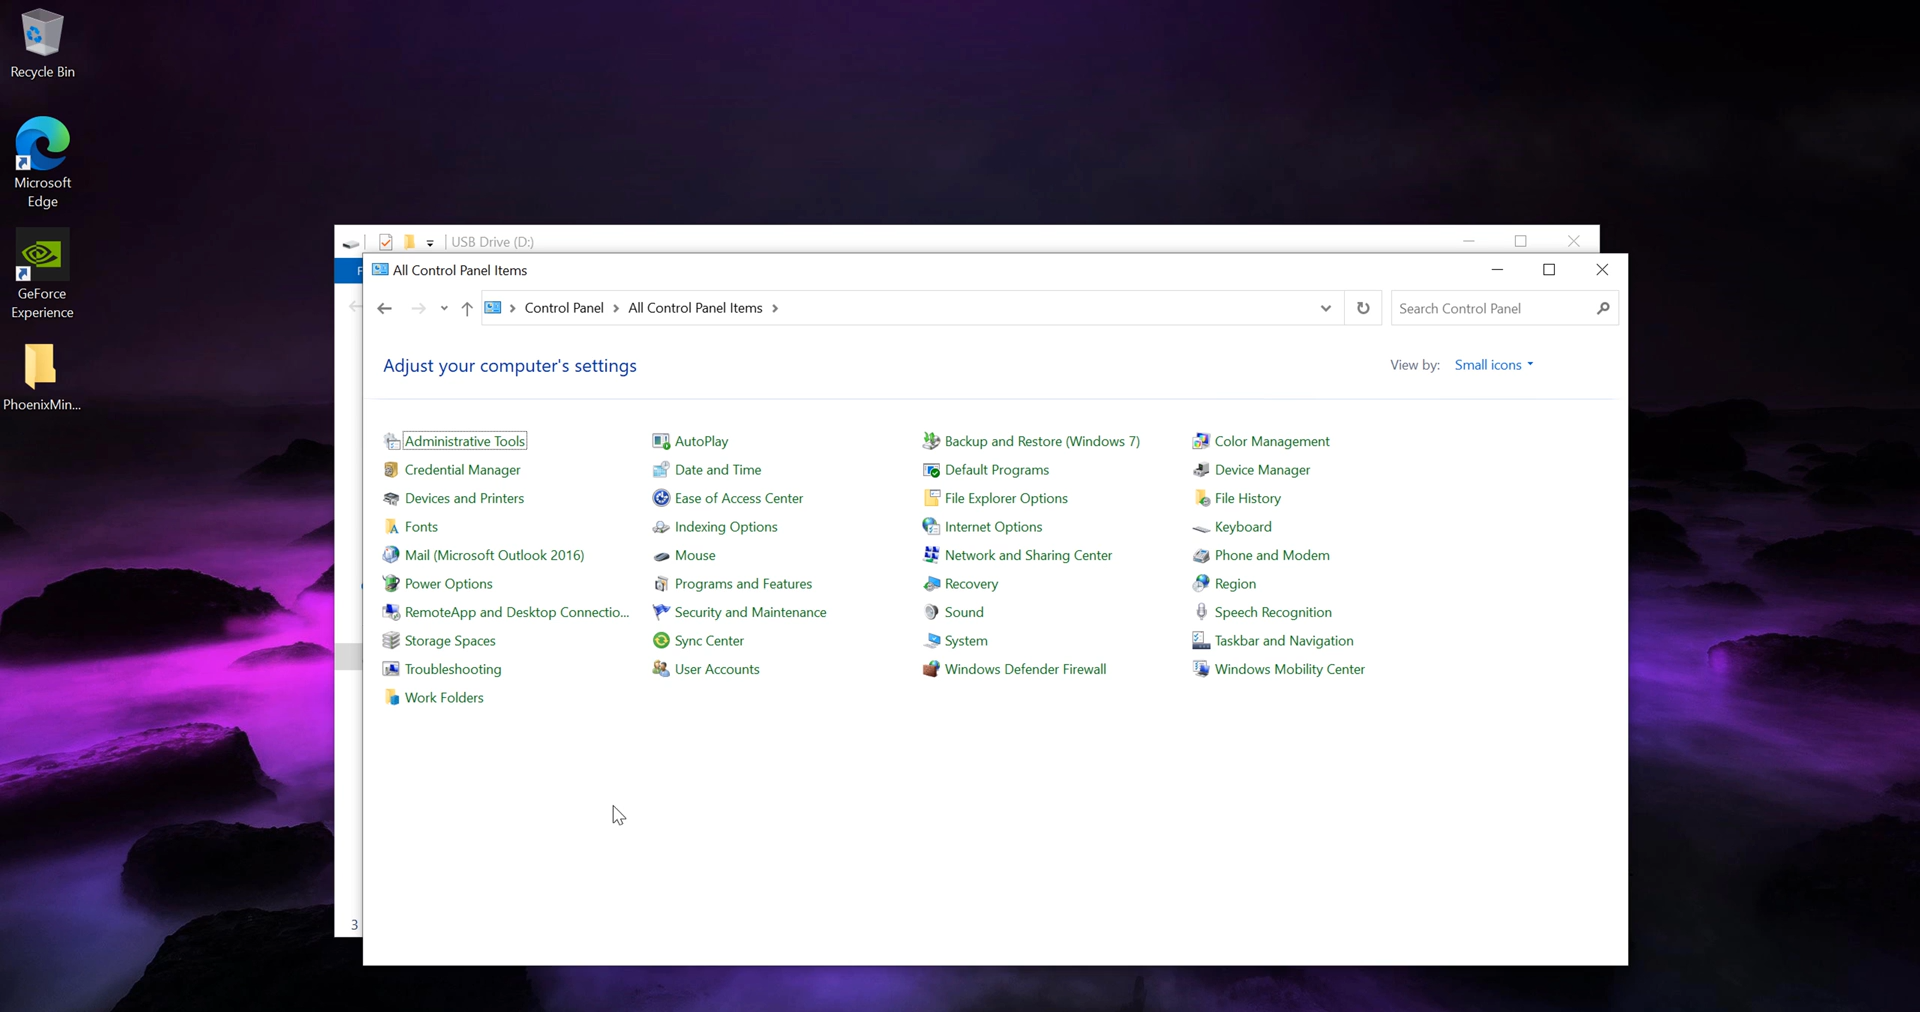 Recycle Bin
Microsoft
Edge
GeForce
Experience
PhoenixMin...
USB Drive (D:)
F
All Control Panel Items
Control Panel
All Control Panel Items
Search Control Panel
Adjust your computer's settings
View by:
Small icons
Administrative Tools
AutoPlay
Backup and Restore (Windows 7)
Color Management
Credential Manager
Date and Time
Default Programs
Device Manager
Devices and Printers
Ease of Access Center
File Explorer Options
File History
Fonts
Indexing Options
Internet Options
Keyboard
Mail (Microsoft Outlook 2016)
Mouse
Network and Sharing Center
Phone and Modem
Power Options
Programs and Features
Recovery
Region
RemoteApp and Desktop Connectio...
Security and Maintenance
Sound
Speech Recognition
Storage Spaces
Sync Center
System
Taskbar and Navigation
Troubleshooting
User Accounts
Windows Defender Firewall
Windows Mobility Center
Work Folders
3